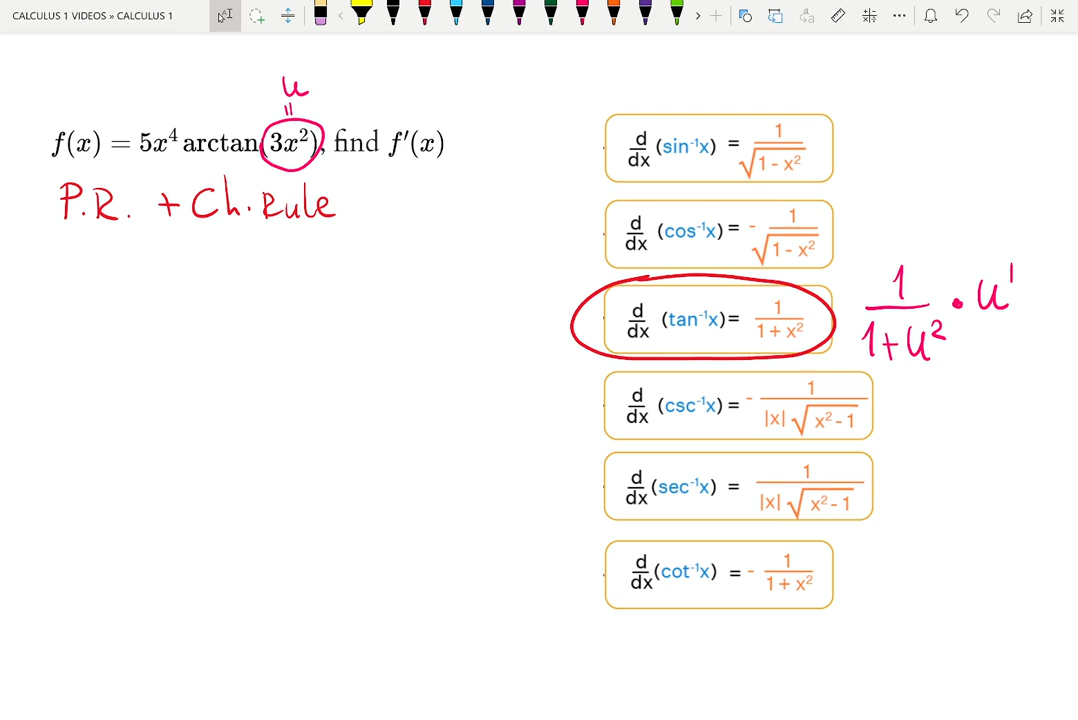 CALCULUS 1 VIDEOS » CALCULUS 1
u
=
f(x) = 5x⁴ arctan(3x²), find f′(x)
P.R. + Ch. Rule
d/dx (sin⁻¹x) = 1/√(1 - x²)
d/dx (cos⁻¹x) = - 1/√(1 - x²)
d/dx (tan⁻¹x) = 1/(1 + x²)
1/(1+u²) · u'
d/dx (csc⁻¹x) = - 1/(|x|√(x² - 1))
d/dx (sec⁻¹x) = 1/(|x|√(x² - 1))
d/dx (cot⁻¹x) = - 1/(1 + x²)